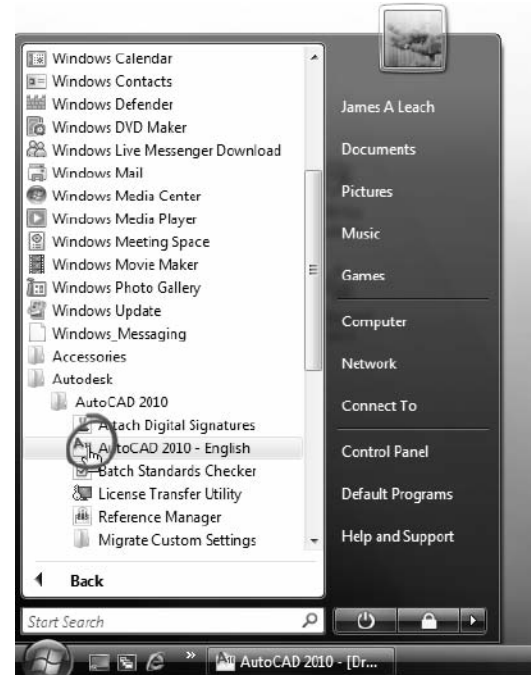 Windows Calendar
Windows Contacts
Windows Defender
Windows DVD Maker
Windows Live Messenger Download
Windows Mail
Windows Media Center
Windows Media Player
Windows Meeting Space
Windows Movie Maker
Windows Photo Gallery
Windows Update
Windows_Messaging
Accessories
Autodesk
AutoCAD 2010
Attach Digital Signatures
AutoCAD 2010 - English
Batch Standards Checker
License Transfer Utility
Reference Manager
Migrate Custom Settings
Back
Start Search
James A Leach
Documents
Pictures
Music
Games
Computer
Network
Connect To
Control Panel
Default Programs
Help and Support
AutoCAD 2010 - [Dr...